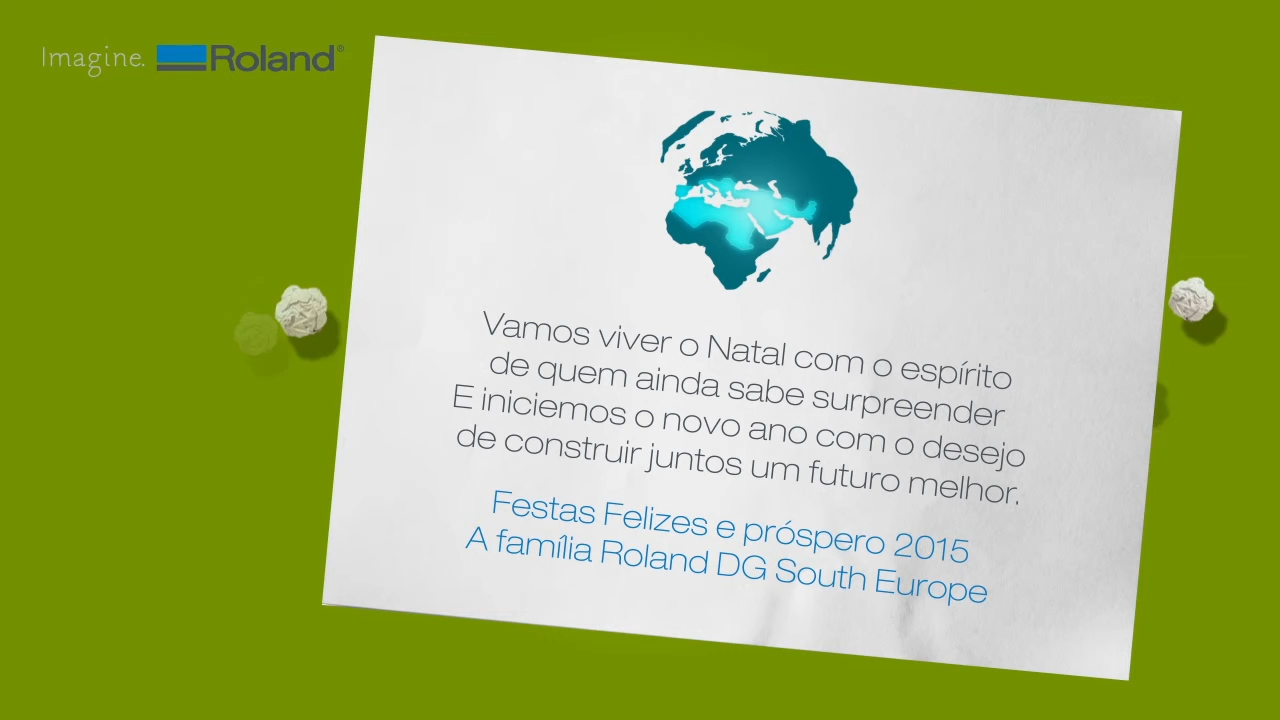 Imagine. Roland®
Vamos viver o Natal com o espírito
de quem ainda sabe surpreender
E iniciemos o novo ano com o desejo
de construir juntos um futuro melhor.
Festas Felizes e próspero 2015
A família Roland DG South Europe